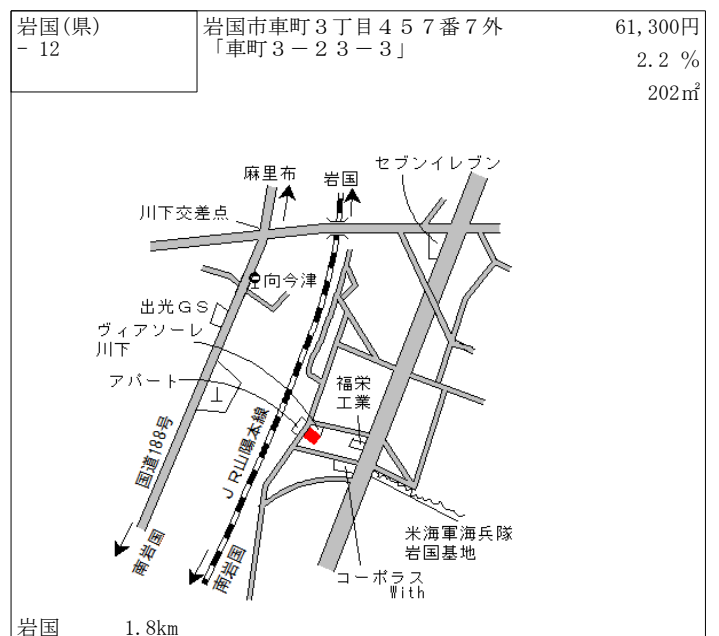 岩国(県)
- 12
岩国市車町３丁目４５７番７外
「車町３－２３－３」
61,300円
2.2 %
202㎡
麻里布
岩国
セブンイレブン
川下交差点
向今津
出光ＧＳ
ヴィアソーレ
川下
アパート
福栄
工業
国道188号
ＪＲ山陽本線
南岩国
南岩国
米海軍海兵隊
岩国基地
コーポラス
With
岩国 1.8km